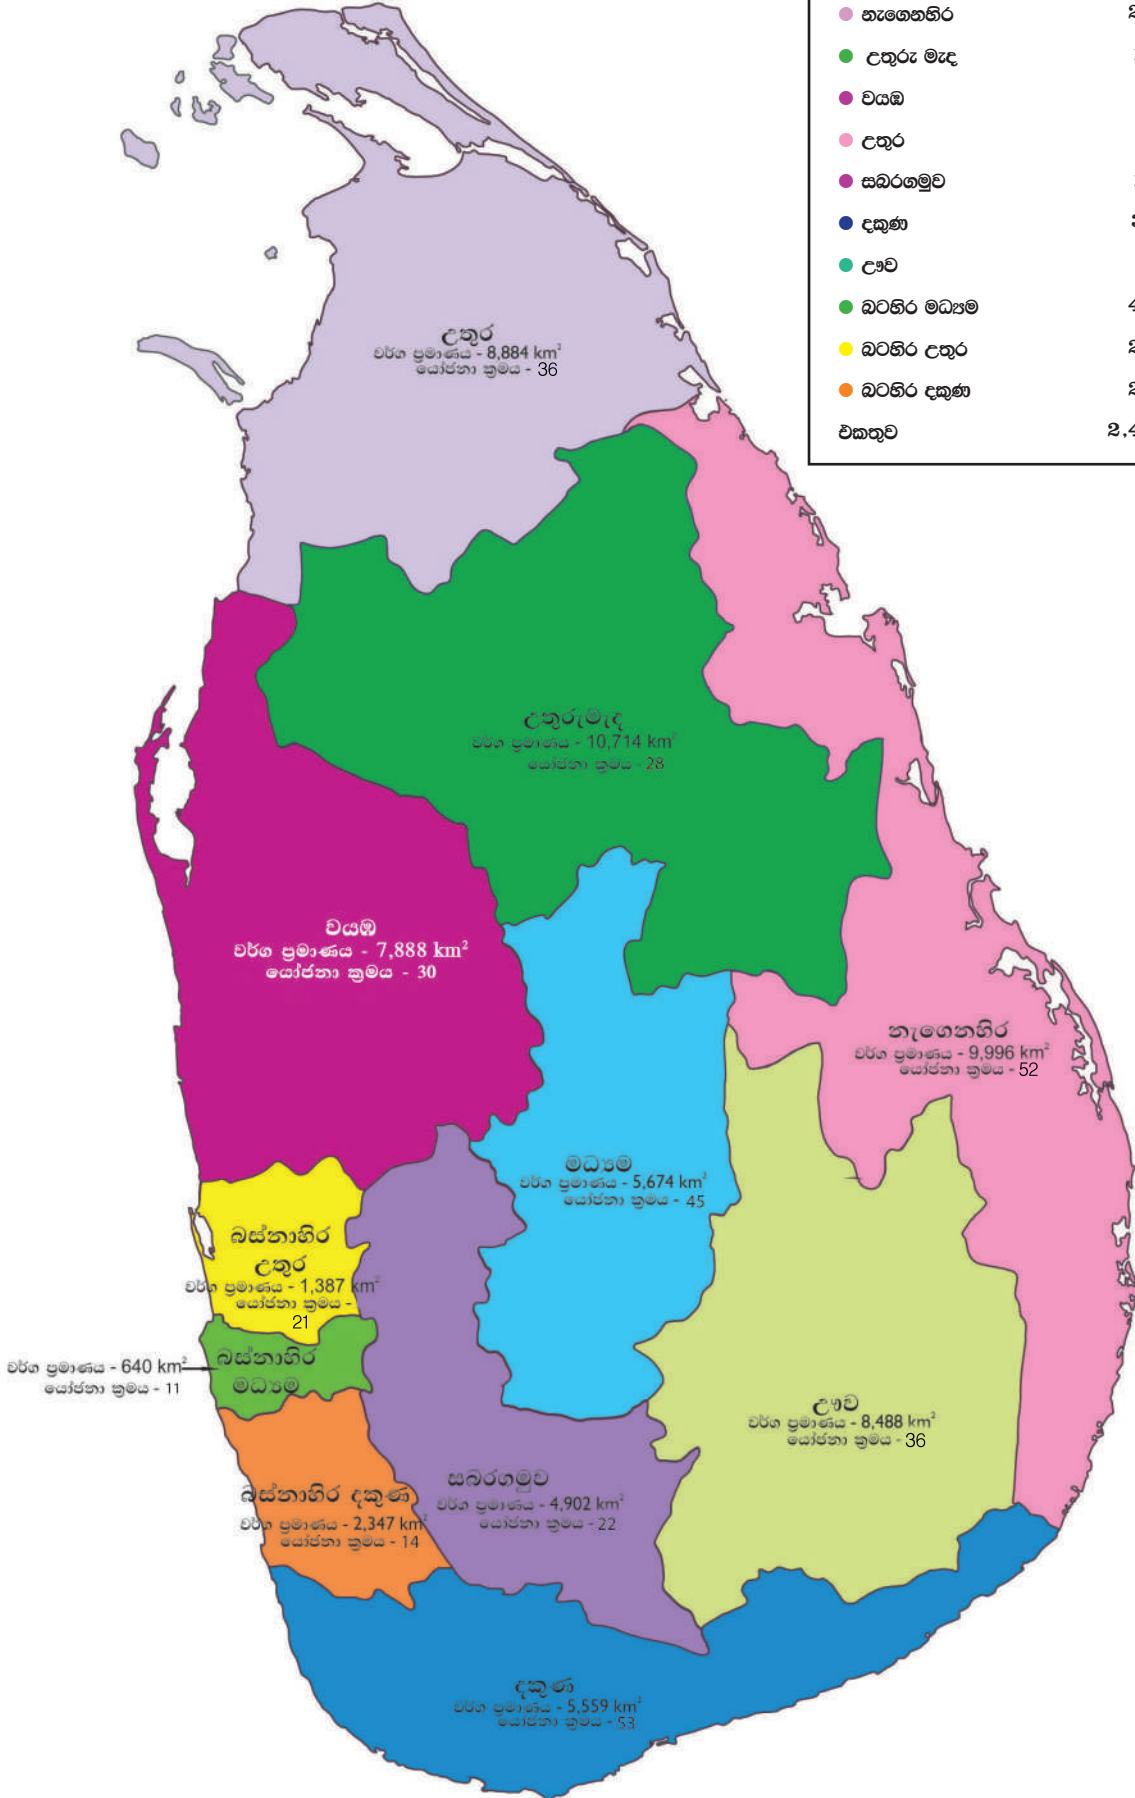 නැගෙනහිර
උතුරු මැද
වයඹ
උතුර
සබරගමුව
දකුණ
ඌව
බටහිර මධ්‍යම
බටහිර උතුර
බටහිර දකුණ
එකතුව 2,4
උතුර
වර්ග ප්‍රමාණය - 8,884 km²
යෝජනා ක්‍රමය - 36
උතුරුමැද
වර්ග ප්‍රමාණය - 10,714 km²
යෝජනා ක්‍රමය - 28
වයඹ
වර්ග ප්‍රමාණය - 7,888 km²
යෝජනා ක්‍රමය - 30
නැගෙනහිර
වර්ග ප්‍රමාණය - 9,996 km²
යෝජනා ක්‍රමය - 52
මධ්‍යම
වර්ග ප්‍රමාණය - 5,674 km²
යෝජනා ක්‍රමය - 45
බස්නාහිර
උතුර
වර්ග ප්‍රමාණය - 1,387 km²
යෝජනා ක්‍රමය -
21
බස්නාහිර
මධ්‍යම
වර්ග ප්‍රමාණය - 640 km²
යෝජනා ක්‍රමය - 11
ඌව
වර්ග ප්‍රමාණය - 8,488 km²
යෝජනා ක්‍රමය - 36
සබරගමුව
වර්ග ප්‍රමාණය - 4,902 km²
යෝජනා ක්‍රමය - 22
බස්නාහිර දකුණ
වර්ග ප්‍රමාණය - 2,347 km²
යෝජනා ක්‍රමය - 14
දකුණ
වර්ග ප්‍රමාණය - 5,559 km²
යෝජනා ක්‍රමය - 53